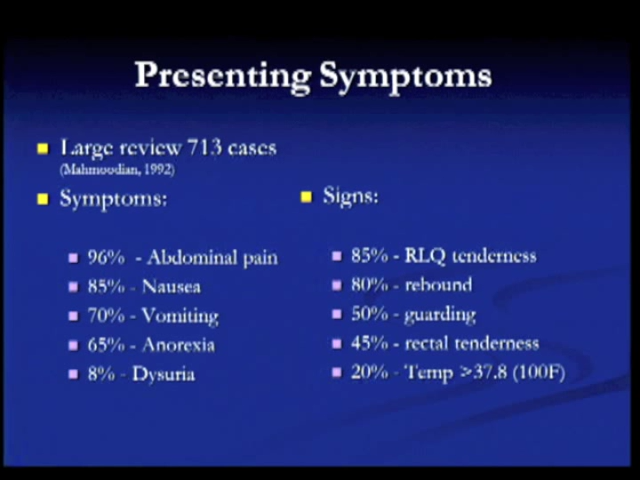 Presenting Symptoms
Large review 713 cases
(Mahmoodian, 1992)
Symptoms:
96% - Abdominal pain
85% - Nausea
70% - Vomiting
65% - Anorexia
8% - Dysuria
Signs:
85% - RLQ tenderness
80% - rebound
50% - guarding
45% - rectal tenderness
20% - Temp >37.8 (100F)